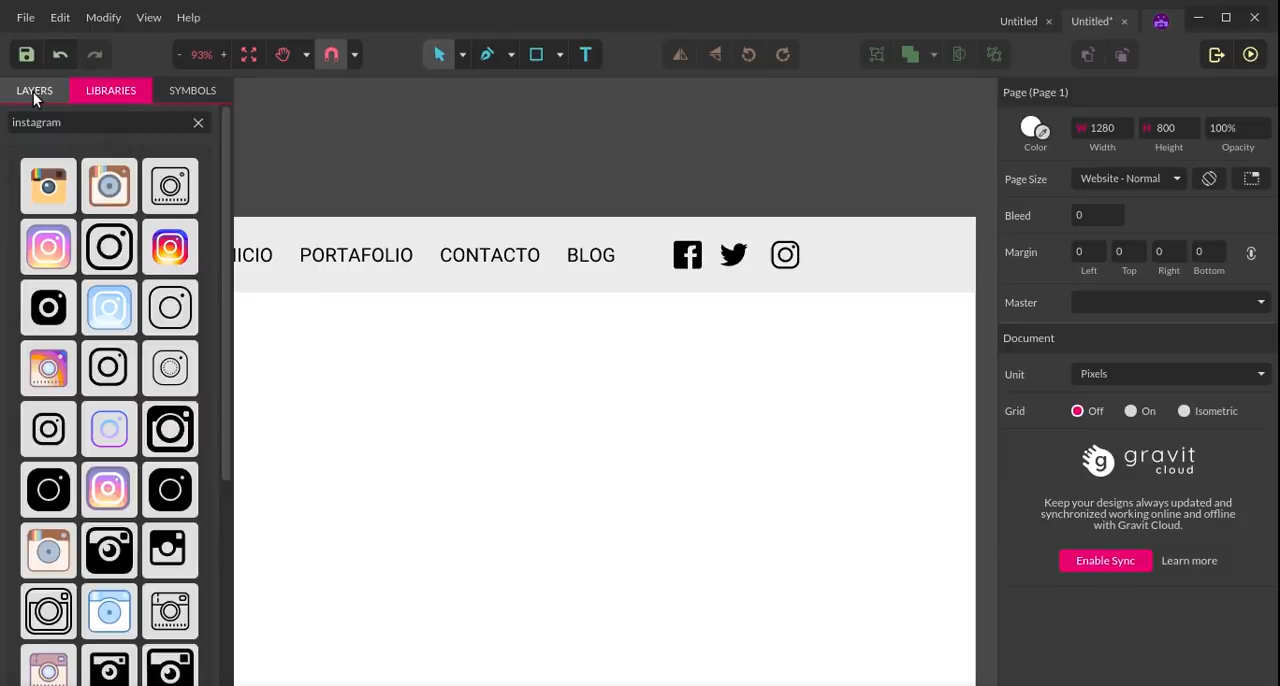 File Edit Modify View Help
Untitled × Untitled* ×
- 93% +
T
LAYERS LIBRARIES SYMBOLS
instagram
NICIO PORTAFOLIO CONTACTO BLOG
Page (Page 1)
W 1280 H 800 100%
Color Width Height Opacity
Page Size Website - Normal
Bleed 0
Margin 0 0 0 0
Left Top Right Bottom
Master
Document
Unit Pixels
Grid Off On Isometric
gravit
cloud
Keep your designs always updated and
synchronized working online and offline
with Gravit Cloud.
Enable Sync Learn more